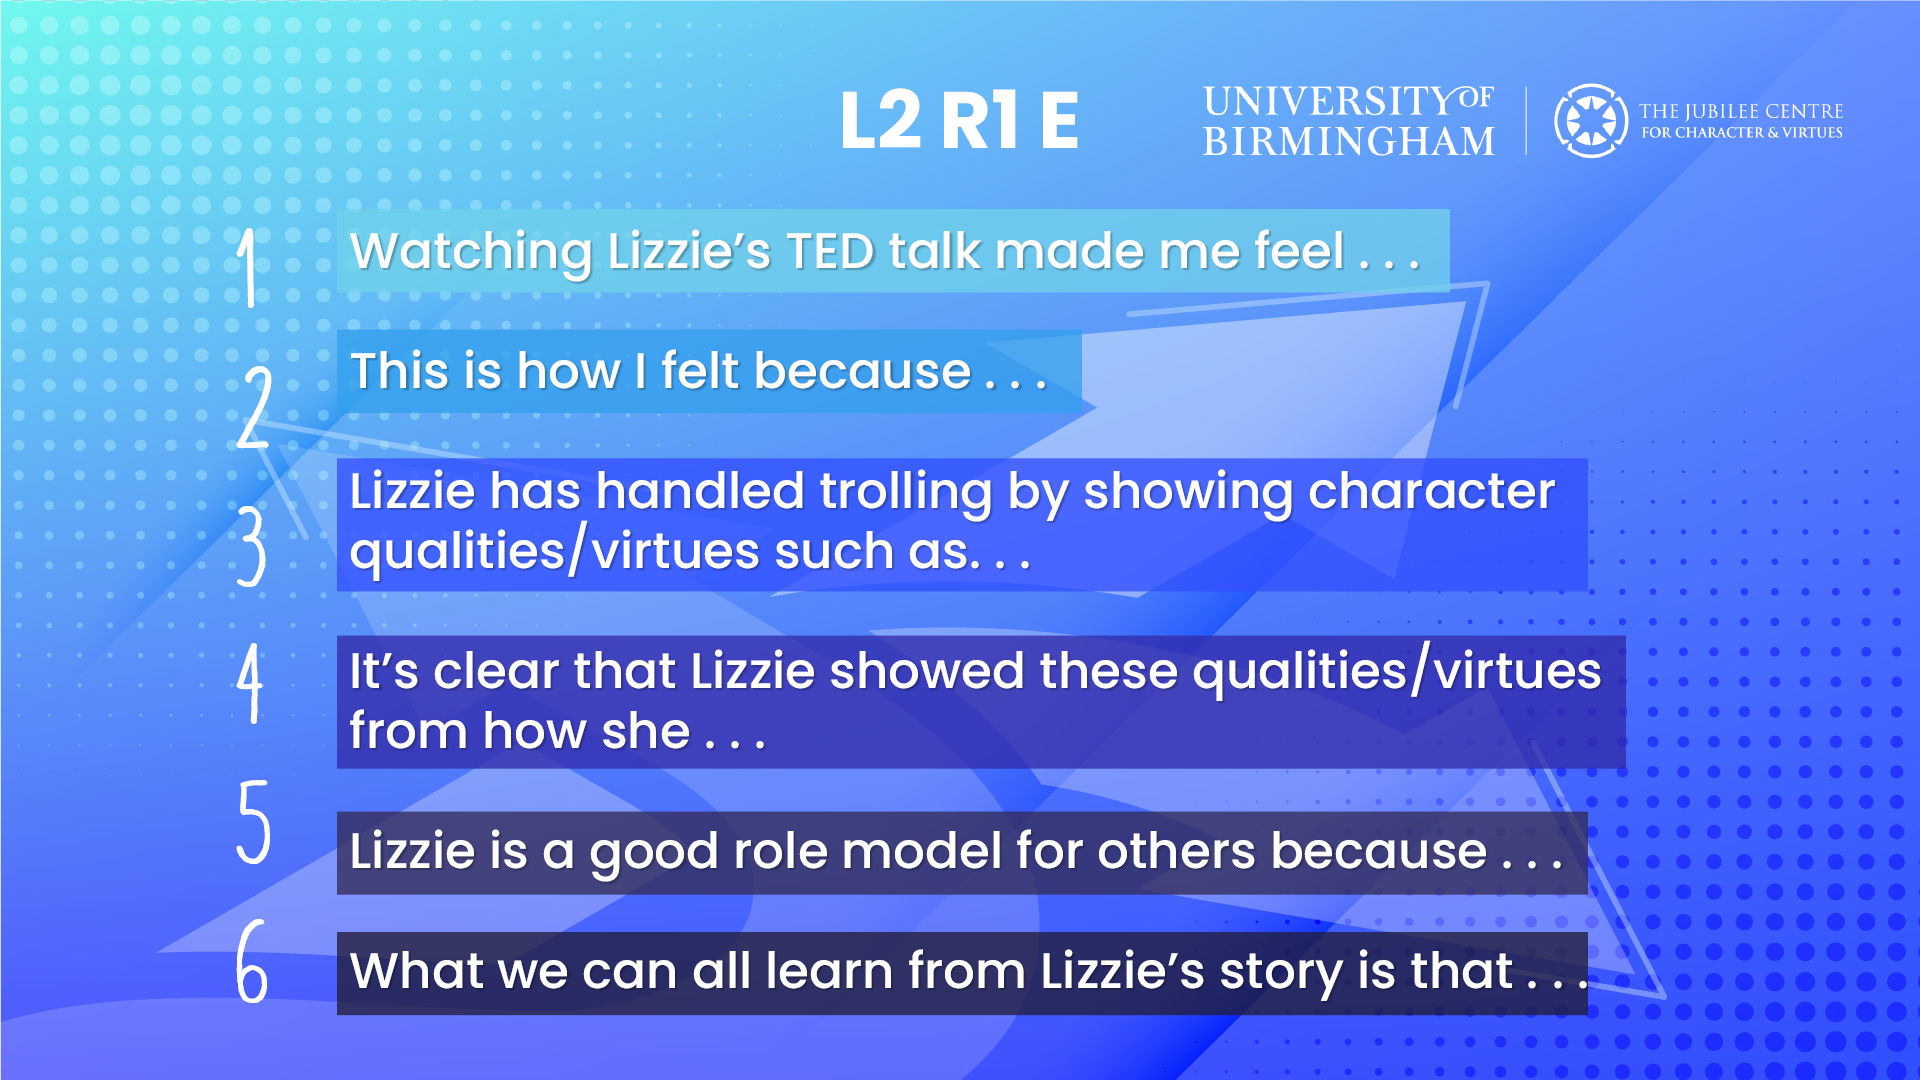 L2 R1 E
UNIVERSITY OF
BIRMINGHAM
THE JUBILEE CENTRE
FOR CHARACTER & VIRTUES
1
Watching Lizzie’s TED talk made me feel . . .
2
This is how I felt because . . .
3
Lizzie has handled trolling by showing character
qualities/virtues such as. . .
4
It’s clear that Lizzie showed these qualities/virtues
from how she . . .
5
Lizzie is a good role model for others because . . .
6
What we can all learn from Lizzie’s story is that . . .